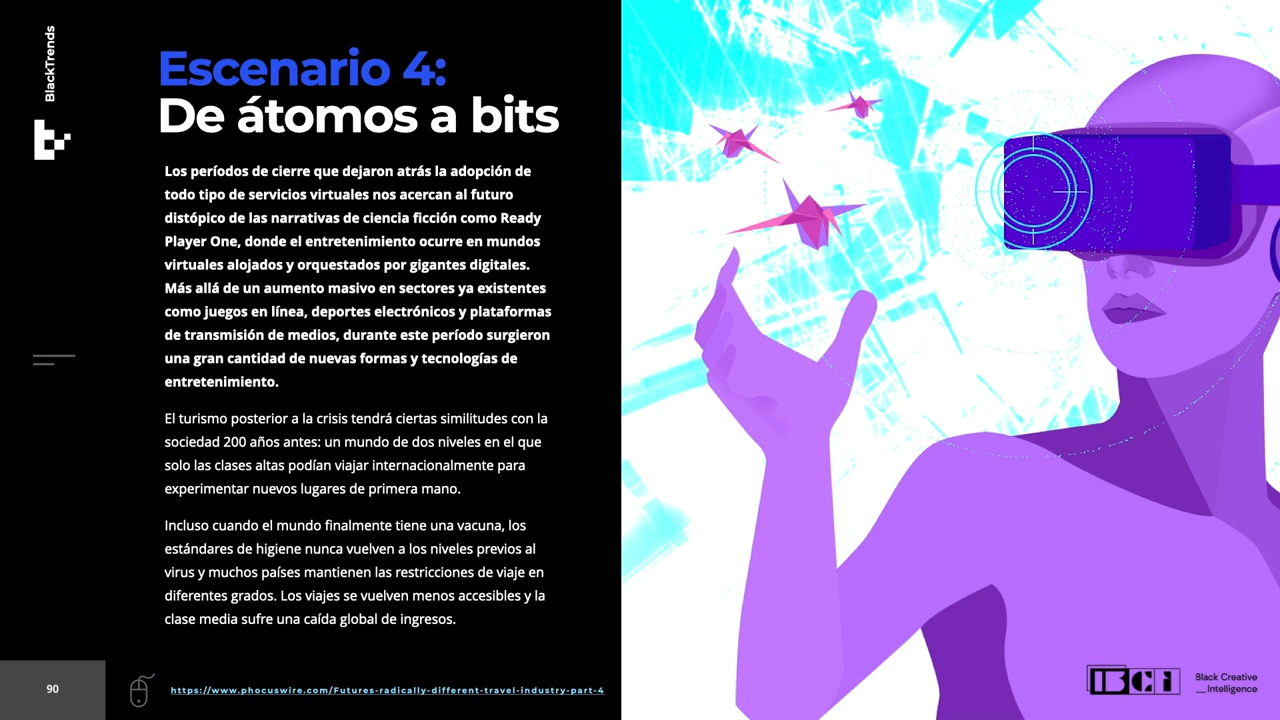 BlackTrends
Escenario 4:
De átomos a bits
Los períodos de cierre que dejaron atrás la adopción de
todo tipo de servicios virtuales nos acercan al futuro
distópico de las narrativas de ciencia ficción como Ready
Player One, donde el entretenimiento ocurre en mundos
virtuales alojados y orquestados por gigantes digitales.
Más allá de un aumento masivo en sectores ya existentes
como juegos en línea, deportes electrónicos y plataformas
de transmisión de medios, durante este período surgieron
una gran cantidad de nuevas formas y tecnologías de
entretenimiento.
El turismo posterior a la crisis tendrá ciertas similitudes con la
sociedad 200 años antes: un mundo de dos niveles en el que
solo las clases altas podían viajar internacionalmente para
experimentar nuevos lugares de primera mano.
Incluso cuando el mundo finalmente tiene una vacuna, los
estándares de higiene nunca vuelven a los niveles previos al
virus y muchos países mantienen las restricciones de viaje en
diferentes grados. Los viajes se vuelven menos accesibles y la
clase media sufre una caída global de ingresos.
90
https://www.phocuswire.com/Futures-radically-different-travel-industry-part-4
BCI
Black Creative
__Intelligence